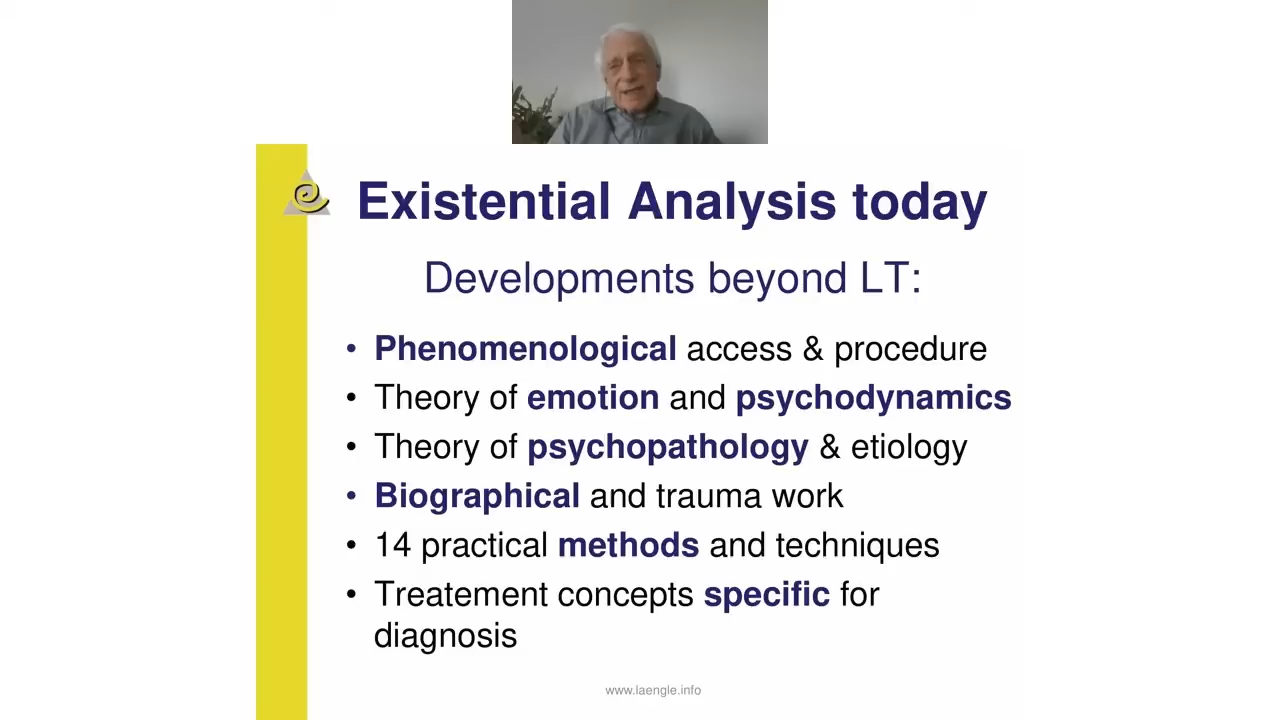 Existential Analysis today
Developments beyond LT:
• Phenomenological access & procedure
• Theory of emotion and psychodynamics
• Theory of psychopathology & etiology
• Biographical and trauma work
• 14 practical methods and techniques
• Treatement concepts specific for
diagnosis
www.laengle.info